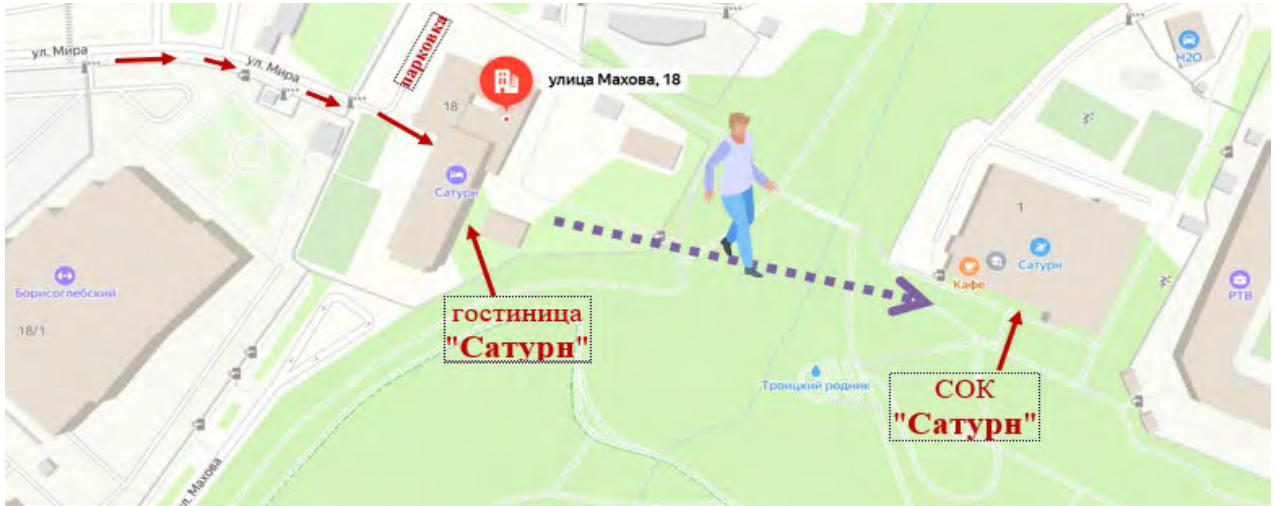 ул. Мира
ул. Мира
парковка
улица Махова, 18
H2O
18
Сатурн
1
Сатурн
Кафе
РТВ
Борисоглебский
18/1
гостиница
"Сатурн"
Троицкий родник
СОК
"Сатурн"
ул. Махова